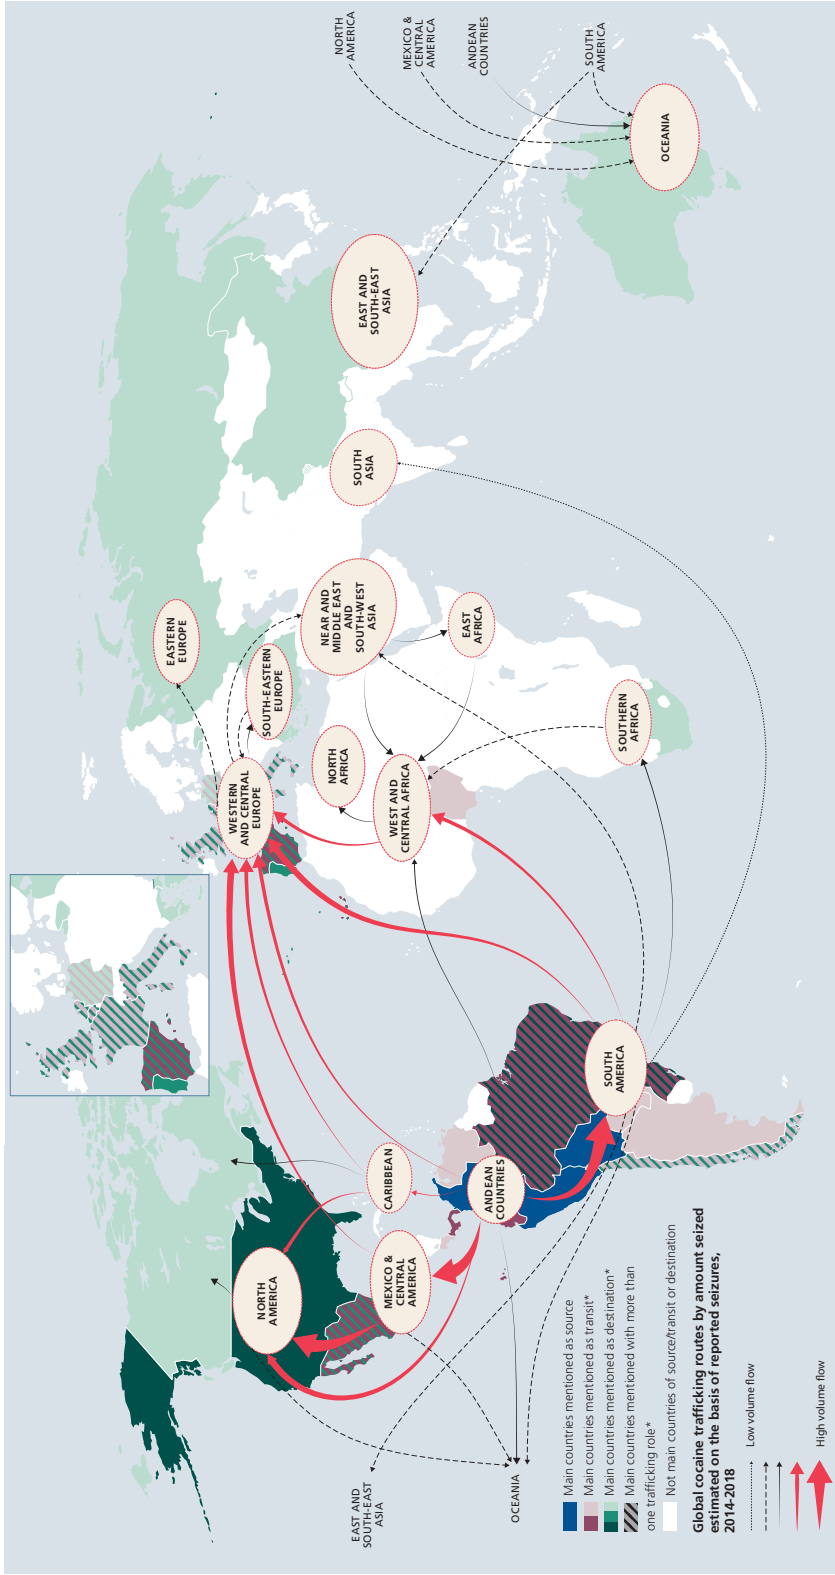 NORTH
AMERICA
MEXICO &
CENTRAL
AMERICA
ANDEAN
COUNTRIES
SOUTH
AMERICA
OCEANIA
EAST AND
SOUTH-EAST
ASIA
SOUTH
ASIA
NEAR AND
MIDDLE EAST
AND
SOUTH-WEST
ASIA
EAST
AFRICA
EASTERN
EUROPE
SOUTH-EASTERN
EUROPE
SOUTHERN
AFRICA
NORTH
AFRICA
WESTERN
AND CENTRAL
EUROPE
WEST AND
CENTRAL AFRICA
SOUTH
AMERICA
CARIBBEAN
ANDEAN
COUNTRIES
NORTH
AMERICA
MEXICO &
CENTRAL
AMERICA
EAST AND
SOUTH-EAST
ASIA
OCEANIA
Main countries mentioned as source
Main countries mentioned as transit*
Main countries mentioned as destination*
Main countries mentioned with more than
one trafficking role*
Not main countries of source/transit or destination
Global cocaine trafficking routes by amount seized
estimated on the basis of reported seizures,
2014-2018
Low volume flow
High volume flow